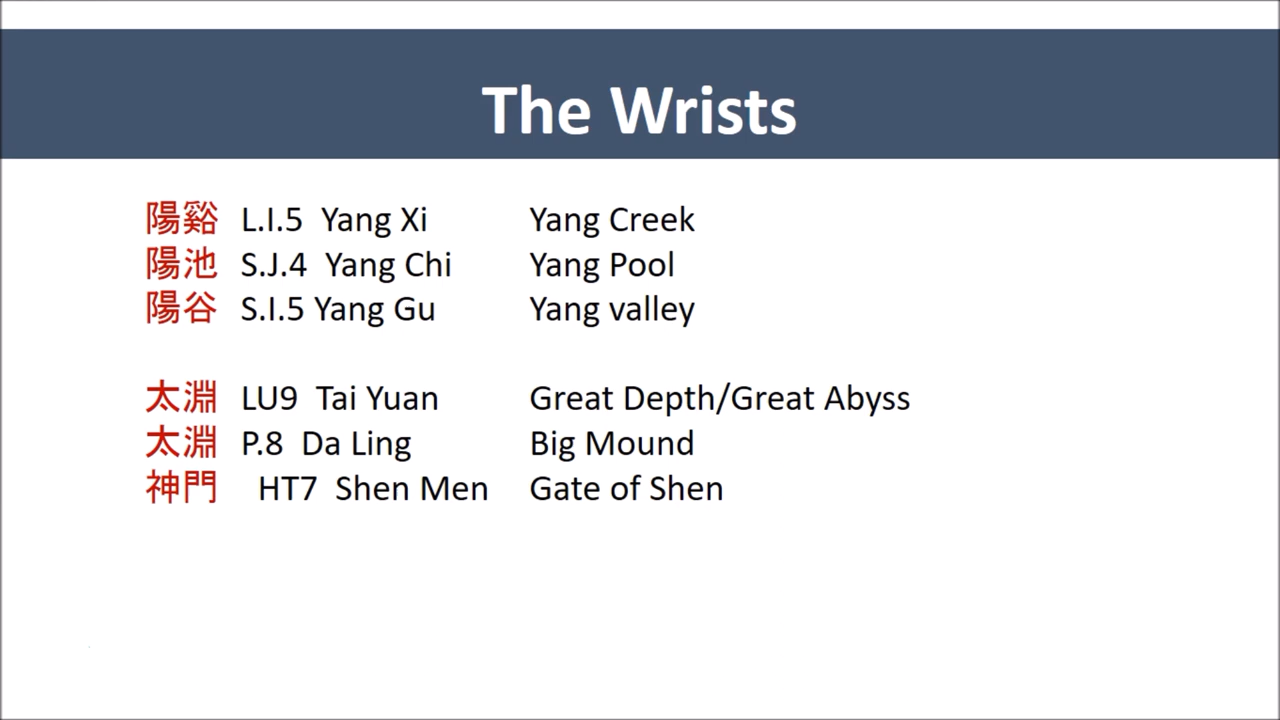 The Wrists
陽谿 L.I.5 Yang Xi Yang Creek
陽池 S.J.4 Yang Chi Yang Pool
陽谷 S.I.5 Yang Gu Yang valley
太淵 LU9 Tai Yuan Great Depth/Great Abyss
太淵 P.8 Da Ling Big Mound
神門 HT7 Shen Men Gate of Shen